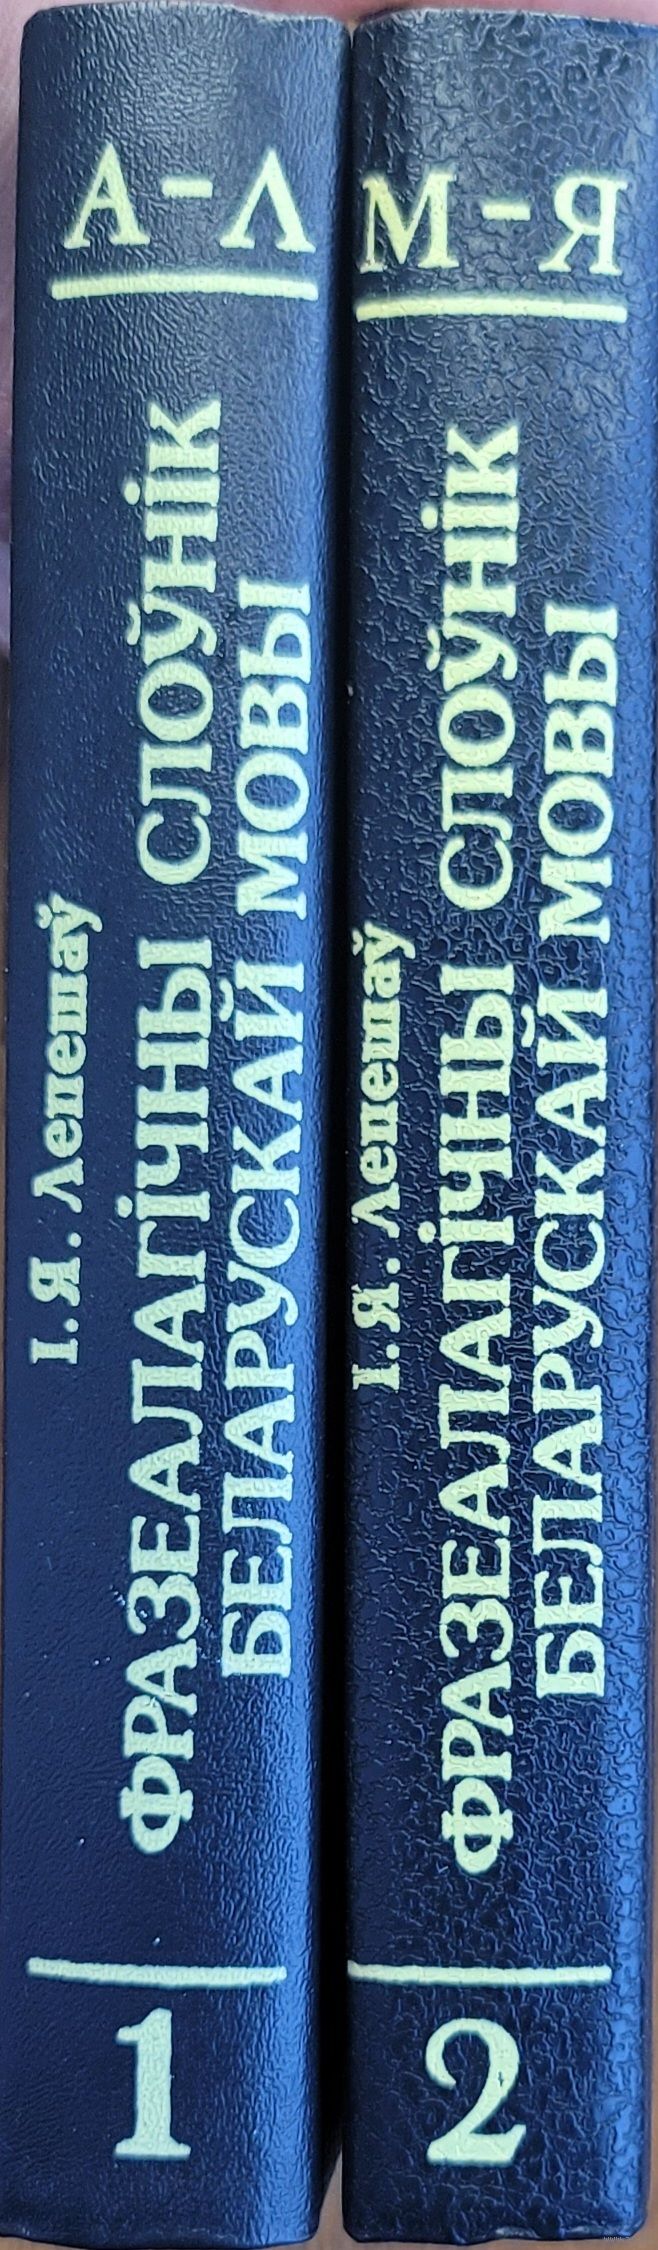 А-Л
І. Я. Лепешаў
ФРАЗЕАЛАГІЧНЫ СЛОЎНІК
БЕЛАРУСКАЙ МОВЫ
1
М-Я
І. Я. Лепешаў
ФРАЗЕАЛАГІЧНЫ СЛОЎНІК
БЕЛАРУСКАЙ МОВЫ
2